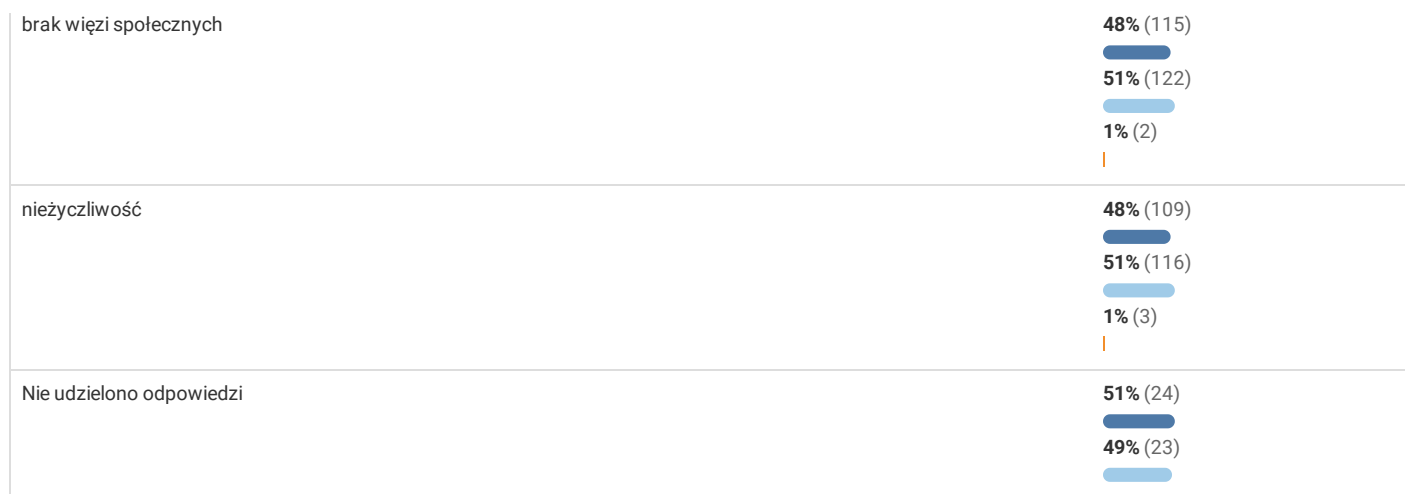 brak więzi społecznych
48% (115)
51% (122)
1% (2)
nieżyczliwość
48% (109)
51% (116)
1% (3)
Nie udzielono odpowiedzi
51% (24)
49% (23)